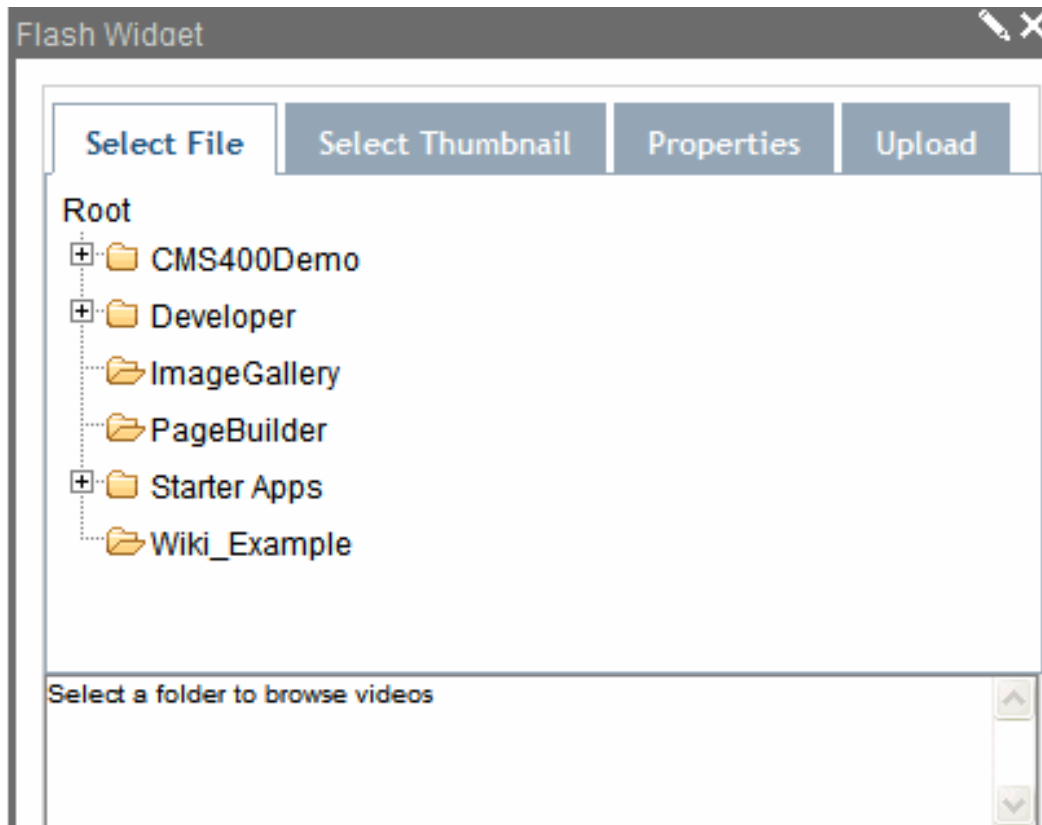 Flash Widget
Select File Select Thumbnail Properties Upload
Root
CMS400Demo
Developer
ImageGallery
PageBuilder
Starter Apps
Wiki_Example
Select a folder to browse videos